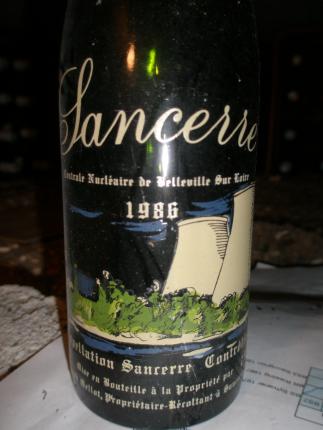 Sancerre
Centrale Nucléaire de Belleville Sur Loire
1986
Appellation Sancerre Contrôlée
Mise en Bouteille à la Propriété par
Bellot, Propriétaire-Récoltant à